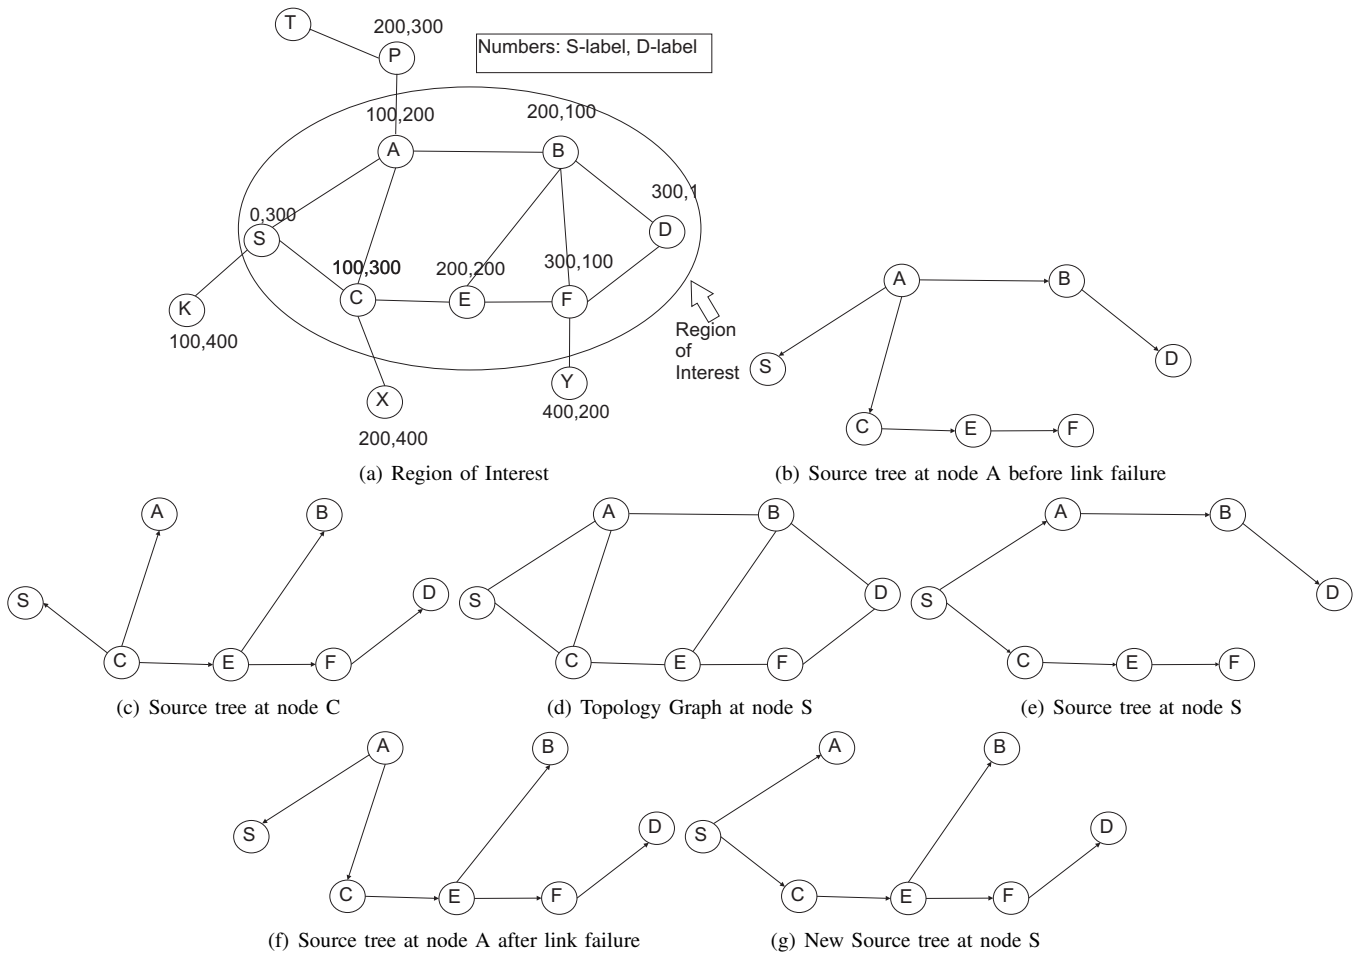 T
200,300
P
Numbers: S-label, D-label
100,200
200,100
A
B
300,1
0,300
S
D
100,300
200,200
300,100
C
E
F
K
100,400
Region
of
Interest
X
200,400
Y
400,200
(a) Region of Interest
A
B
S
D
C
E
F
(b) Source tree at node A before link failure
A
B
S
D
C
E
F
(c) Source tree at node C
A
B
S
D
C
E
F
(d) Topology Graph at node S
A
B
S
D
C
E
F
(e) Source tree at node S
A
B
S
D
C
E
F
(f) Source tree at node A after link failure
A
B
S
D
C
E
F
(g) New Source tree at node S